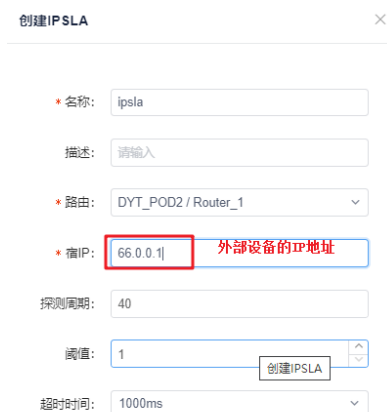 创建IPSLA
* 名称: ipsla
描述: 请输入
* 路由: DYT_POD2 / Router_1
* 宿IP: 66.0.0.1 外部设备的IP地址
探测周期: 40
阈值: 1
创建IPSLA
超时时间: 1000ms